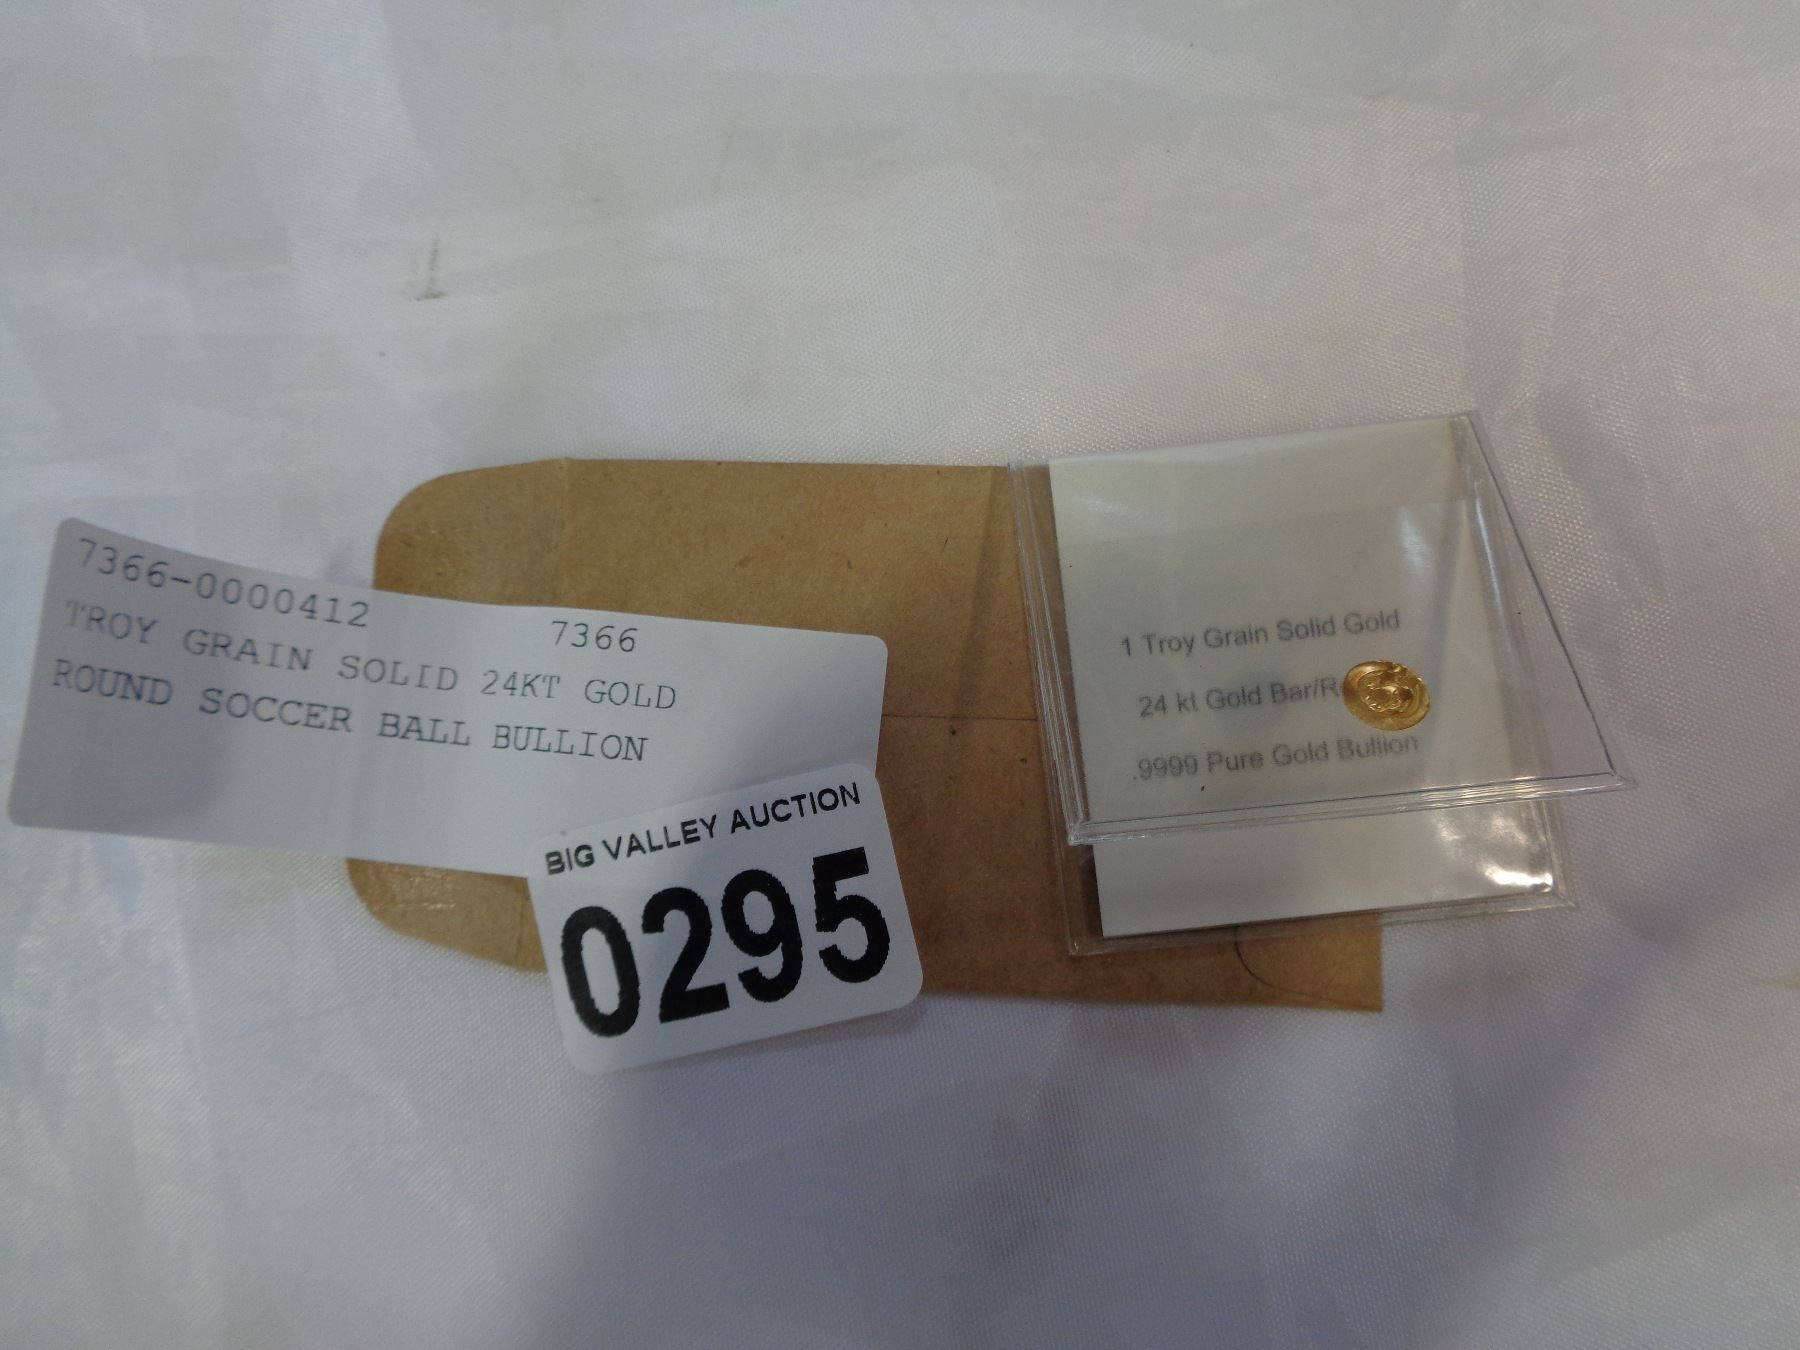 7366-0000412 7366
TROY GRAIN SOLID 24KT GOLD
ROUND SOCCER BALL BULLION
BIG VALLEY AUCTION
0295
1 Troy Grain Solid Gold
24 kt Gold Bar/R
.9999 Pure Gold Bullion